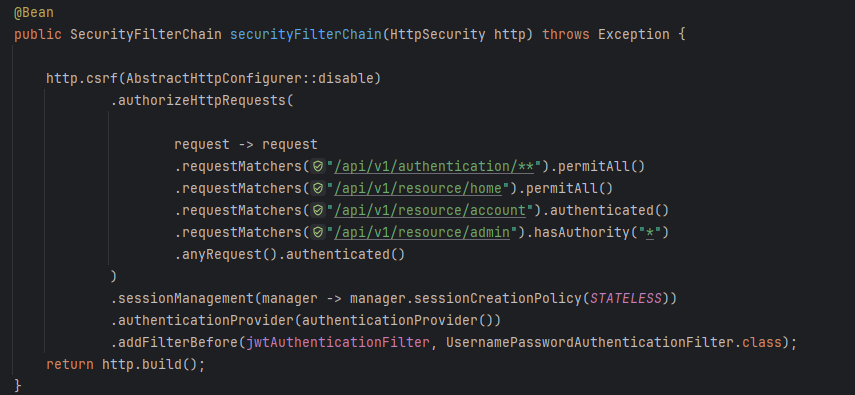 @Bean
public SecurityFilterChain securityFilterChain(HttpSecurity http) throws Exception {
http.csrf(AbstractHttpConfigurer::disable)
.authorizeHttpRequests(
request -> request
.requestMatchers("/api/v1/authentication/**").permitAll()
.requestMatchers("/api/v1/resource/home").permitAll()
.requestMatchers("/api/v1/resource/account").authenticated()
.requestMatchers("/api/v1/resource/admin").hasAuthority("*")
.anyRequest().authenticated()
)
.sessionManagement(manager -> manager.sessionCreationPolicy(STATELESS))
.authenticationProvider(authenticationProvider())
.addFilterBefore(jwtAuthenticationFilter, UsernamePasswordAuthenticationFilter.class);
return http.build();
}